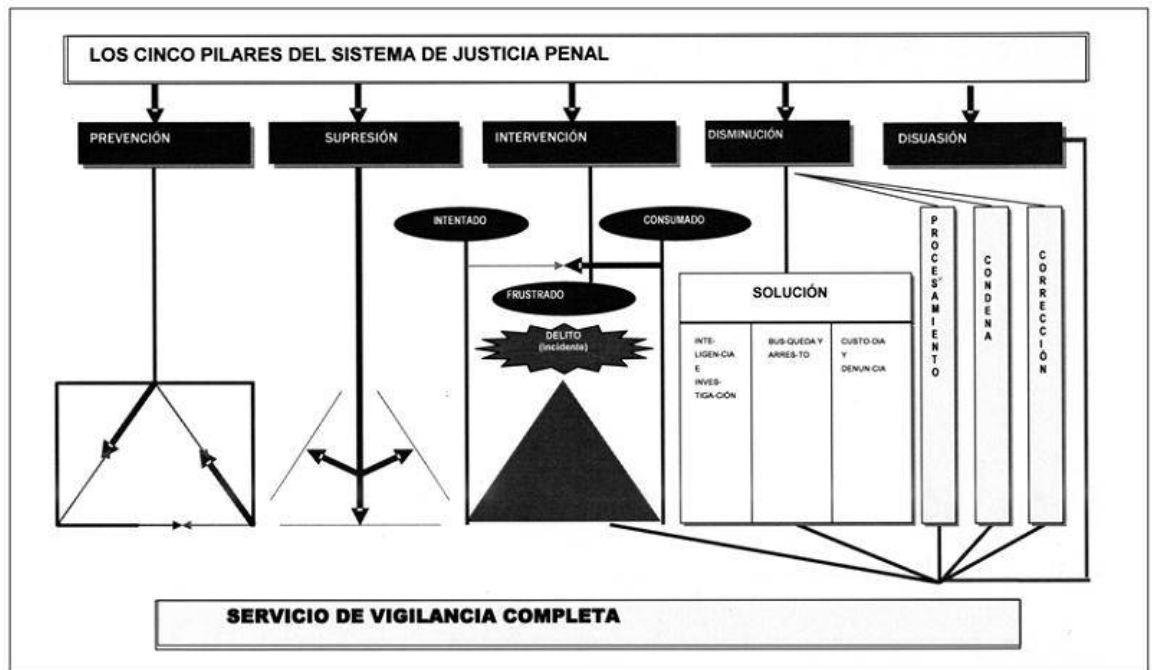 LOS CINCO PILARES DEL SISTEMA DE JUSTICIA PENAL
PREVENCIÓN
SUPRESIÓN
INTERVENCIÓN
DISMINUCIÓN
DISUASIÓN
INTENTADO
CONSUMADO
FRUSTRADO
DELITO
(incidente)
SOLUCIÓN
INTE-
LIGEN-CIA
E
INVES-
TIGA-CIÓN
BUS-QUEDA Y
ARRES-TO
CUSTO-DIA
Y
DENUN-CIA
PROCESAMIENTO
CONDENA
CORRECCIÓN
SERVICIO DE VIGILANCIA COMPLETA